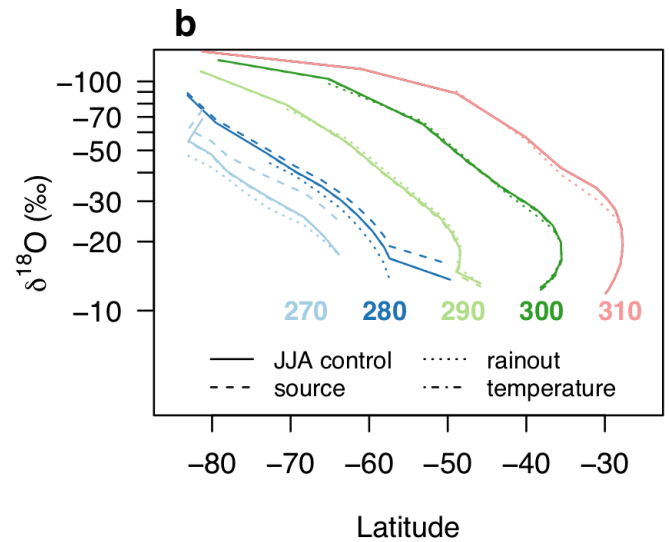 b
δ¹⁸O (‰)
−100
−70
−50
−30
−20
−10
270 280 290 300 310
JJA control rainout
source temperature
−80 −70 −60 −50 −40 −30
Latitude